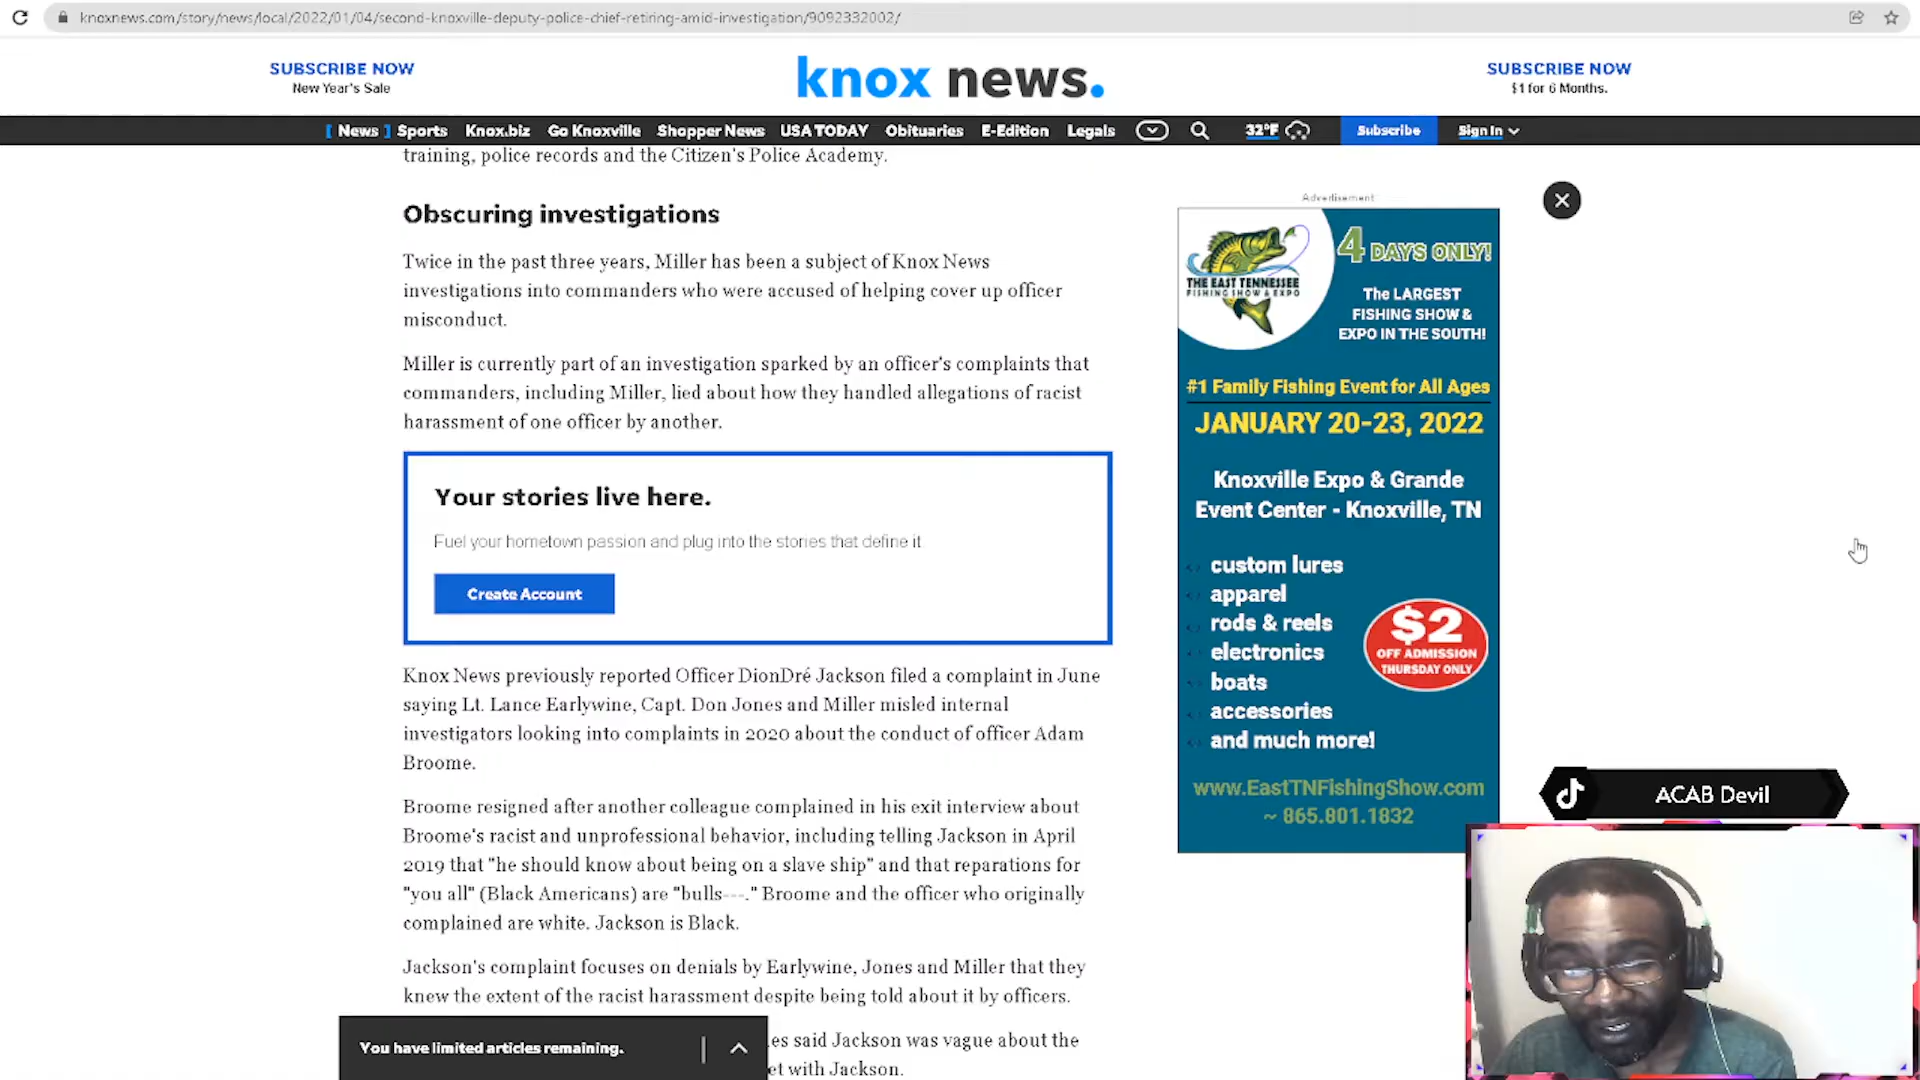 knoxnews.com/story/news/local/2022/01/04/second-knoxville-deputy-police-chief-retiring-amid-investigation/9092332002/
SUBSCRIBE NOW
New Year's Sale
knox news.
SUBSCRIBE NOW
$1 for 6 Months.
[ News ] Sports Knox.biz Go Knoxville Shopper News USA TODAY Obituaries E-Edition Legals 32°F Subscribe Sign In
training, police records and the Citizen's Police Academy.
Obscuring investigations
Twice in the past three years, Miller has been a subject of Knox News
investigations into commanders who were accused of helping cover up officer
misconduct.
Miller is currently part of an investigation sparked by an officer's complaints that
commanders, including Miller, lied about how they handled allegations of racist
harassment of one officer by another.
Your stories live here.
Fuel your hometown passion and plug into the stories that define it.
Create Account
Knox News previously reported Officer DionDré Jackson filed a complaint in June
saying Lt. Lance Earlywine, Capt. Don Jones and Miller misled internal
investigators looking into complaints in 2020 about the conduct of officer Adam
Broome.
Broome resigned after another colleague complained in his exit interview about
Broome's racist and unprofessional behavior, including telling Jackson in April
2019 that "he should know about being on a slave ship" and that reparations for
"you all" (Black Americans) are "bulls---." Broome and the officer who originally
complained are white. Jackson is Black.
Jackson's complaint focuses on denials by Earlywine, Jones and Miller that they
knew the extent of the racist harassment despite being told about it by officers.
es said Jackson was vague about the
et with Jackson.
You have limited articles remaining.
Advertisement
THE EAST TENNESSEE
FISHING SHOW & EXPO
4 DAYS ONLY!
The LARGEST
FISHING SHOW &
EXPO IN THE SOUTH!
#1 Family Fishing Event for All Ages
JANUARY 20-23, 2022
Knoxville Expo & Grande
Event Center - Knoxville, TN
custom lures
apparel
rods & reels
electronics
boats
accessories
and much more!
$2
OFF ADMISSION
THURSDAY ONLY
www.EastTNFishingShow.com
~ 865.801.1832
ACAB Devil